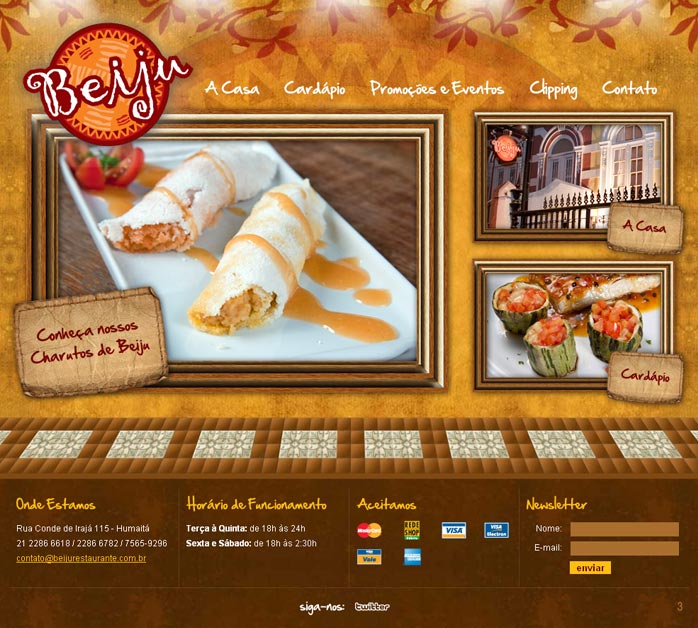 Beiju
A Casa Cardápio Promoções e Eventos Clipping Contato
Beiju
A Casa
Conheça nossos
Charutos de Beiju
Cardápio
Onde Estamos
Rua Conde de Irajá 115 - Humaitá
21 2286 6618 / 2286 6782 / 7565-9296
contato@beijurestaurante.com.br
Horário de Funcionamento
Terça à Quinta: de 18h ás 24h
Sexta e Sábado: de 18h ás 2:30h
Aceitamos
MasterCard REDE SHOP VISA VISA Electron
Vale
Newsletter
Nome:
E-mail:
enviar
siga-nos: twitter
3